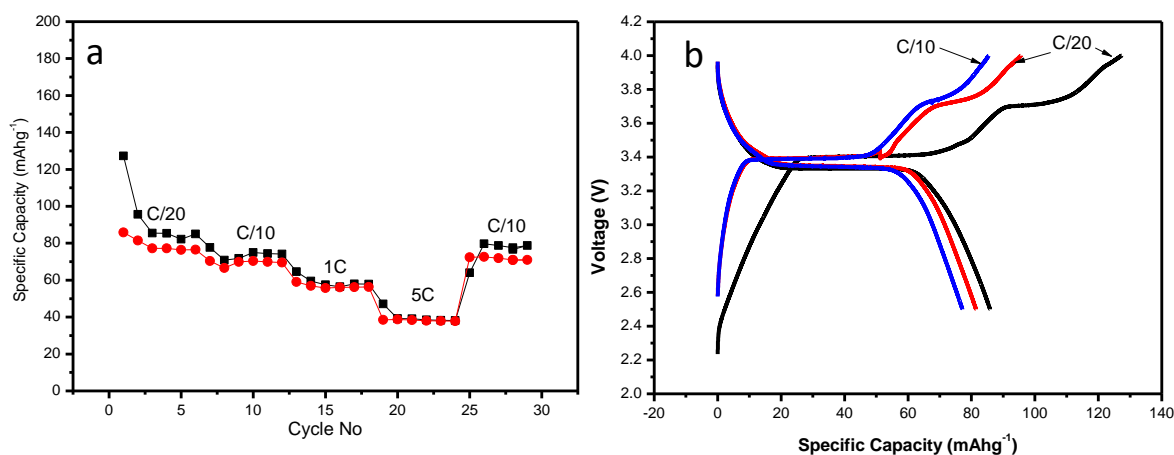 a
Specific Capacity (mAhg⁻¹)
200
180
160
140
120
100
80
60
40
20
0
C/20
C/10
1C
5C
C/10
0 5 10 15 20 25 30
Cycle No
b
Voltage (V)
4.2
4.0
3.8
3.6
3.4
3.2
3.0
2.8
2.6
2.4
2.2
2.0
C/10
C/20
-20 0 20 40 60 80 100 120 140
Specific Capacity (mAhg⁻¹)